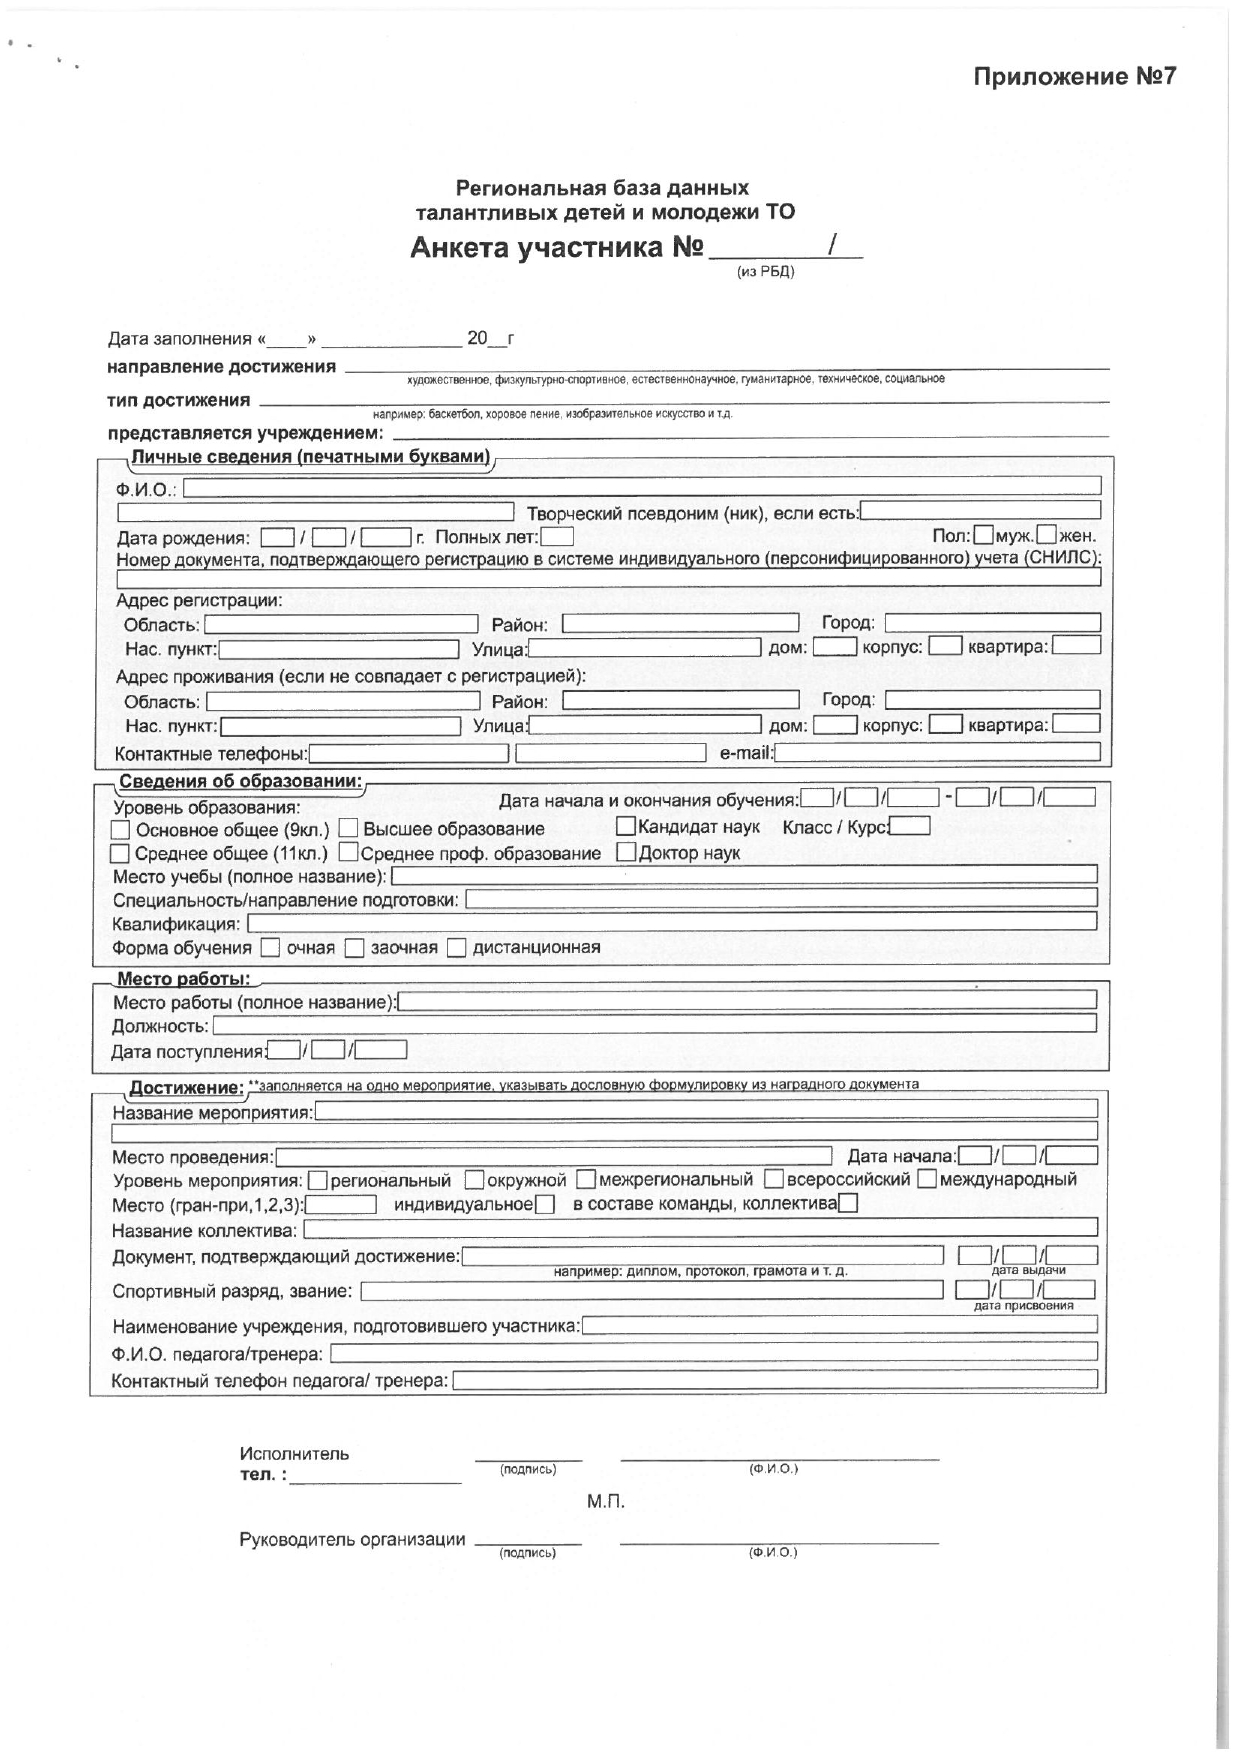 Приложение №7
Региональная база данных
талантливых детей и молодежи ТО
Анкета участника № ________/__
(из РБД)
Дата заполнения «____» ______________ 20__г
направление достижения
художественное, физкультурно-спортивное, естественнонаучное, гуманитарное, техническое, социальное
тип достижения
например: баскетбол, хоровое пение, изобразительное искусство и т.д.
представляется учреждением:
Личные сведения (печатными буквами)
Ф.И.О.:
Творческий псевдоним (ник), если есть:
Дата рождения: / / г. Полных лет: Пол: муж. жен.
Номер документа, подтверждающего регистрацию в системе индивидуального (персонифицированного) учета (СНИЛС):
Адрес регистрации:
Область: Район: Город:
Нас. пункт: Улица: дом: корпус: квартира:
Адрес проживания (если не совпадает с регистрацией):
Область: Район: Город:
Нас. пункт: Улица: дом: корпус: квартира:
Контактные телефоны: e-mail:
Сведения об образовании:
Уровень образования: Дата начала и окончания обучения: / / - / /
Основное общее (9кл.) Высшее образование Кандидат наук Класс / Курс:
Среднее общее (11кл.) Среднее проф. образование Доктор наук
Место учебы (полное название):
Специальность/направление подготовки:
Квалификация:
Форма обучения очная заочная дистанционная
Место работы:
Место работы (полное название):
Должность:
Дата поступления: / /
Достижение: **заполняется на одно мероприятие, указывать дословную формулировку из наградного документа
Название мероприятия:
Место проведения: Дата начала: / /
Уровень мероприятия: региональный окружной межрегиональный всероссийский международный
Место (гран-при,1,2,3): индивидуальное в составе команды, коллектива
Название коллектива:
Документ, подтверждающий достижение: / /
например: диплом, протокол, грамота и т. д. дата выдачи
Спортивный разряд, звание: / /
дата присвоения
Наименование учреждения, подготовившего участника:
Ф.И.О. педагога/тренера:
Контактный телефон педагога/ тренера:
Исполнитель
(подпись) (Ф.И.О.)
тел. :
М.П.
Руководитель организации
(подпись) (Ф.И.О.)